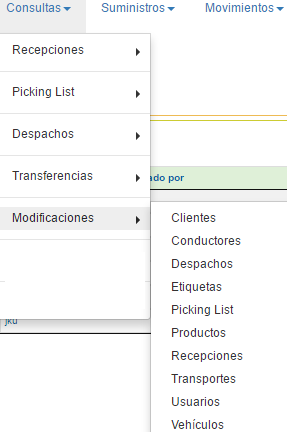 Consultas Suministros Movimientos
Recepciones
Picking List
Despachos
Transferencias
ado por
Modificaciones
Clientes
Conductores
Despachos
Etiquetas
Picking List
Productos
Recepciones
Transportes
Usuarios
Vehículos
jku